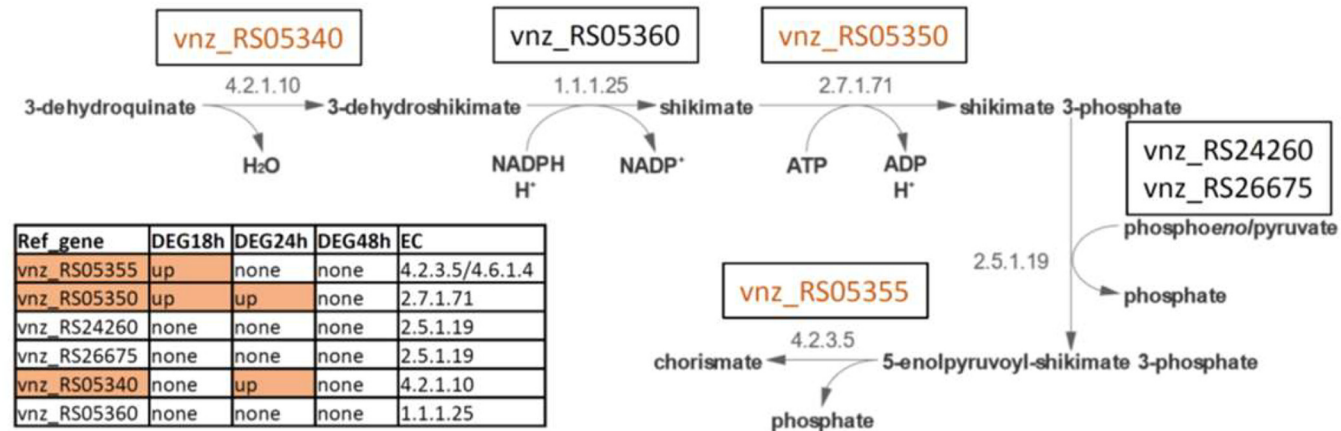 vnz_RS05340
vnz_RS05360
vnz_RS05350
4.2.1.10
1.1.1.25
2.7.1.71
3-dehydroquinate
3-dehydroshikimate
shikimate
shikimate 3-phosphate
H₂O
NADPH
H⁺
NADP⁺
ATP
ADP
H⁺
vnz_RS24260
vnz_RS26675
phosphoenolpyruvate
2.5.1.19
phosphate
vnz_RS05355
4.2.3.5
chorismate
5-enolpyruvoyl-shikimate 3-phosphate
phosphate
Ref_gene DEG18h DEG24h DEG48h EC
vnz_RS05355 up none none 4.2.3.5/4.6.1.4
vnz_RS05350 up up none 2.7.1.71
vnz_RS24260 none none none 2.5.1.19
vnz_RS26675 none none none 2.5.1.19
vnz_RS05340 none up none 4.2.1.10
vnz_RS05360 none none none 1.1.1.25